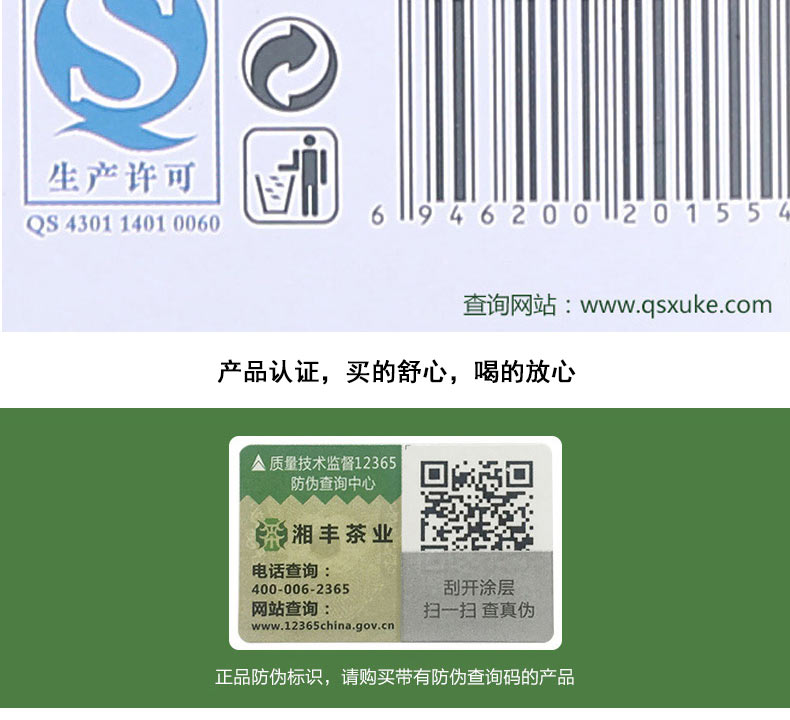 生产许可
QS 4301 1401 0060
6 946200 201554
查询网站：www.qsxuke.com
产品认证，买的舒心，喝的放心
质量技术监督12365
防伪查询中心
湘丰茶业
电话查询：
400-006-2365
网站查询：
www.12365china.gov.cn
刮开涂层
扫一扫 查真伪
正品防伪标识，请购买带有防伪查询码的产品